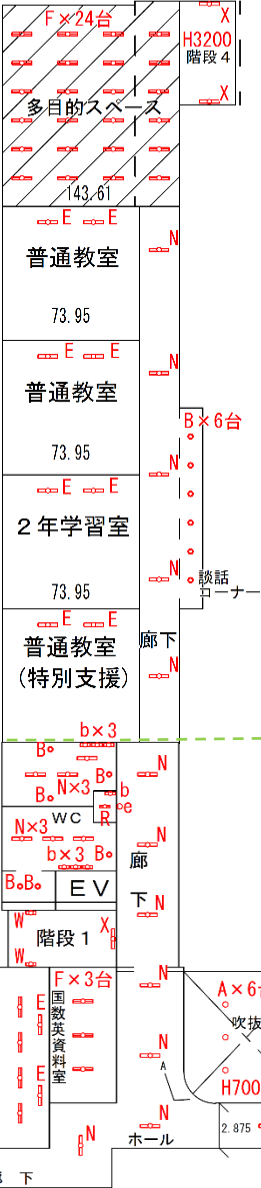 F×24台
X
H3200
階段4
X
多目的スペース
143.61
E E
N
普通教室
73.95
E E
N
普通教室
B×6台
73.95
E E
N
2年学習室
N
談話
コーナー
73.95
E E
普通教室
(特別支援)
廊下
N
b×3
B
B
N
N×3
B
b
e
R
WC
N×3
N
b×3
B
廊
B B
EV
下
N
W
X
階段1
W
F×3台
N
A×6
E
国数英資料室
吹抜
N
A
E
H700
N
N
ホール
2.875
下